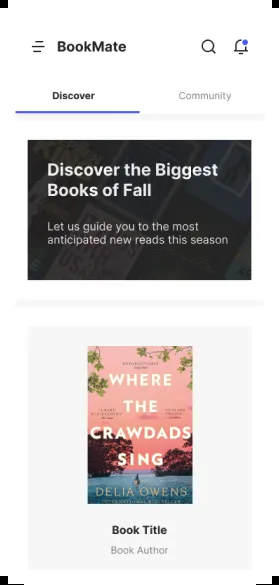 BookMate
Discover
Community
Discover the Biggest
Books of Fall
Let us guide you to the most
anticipated new reads this season
WHERE
THE
CRAWDADS
SING
DELIA OWENS
Book Title
Book Author